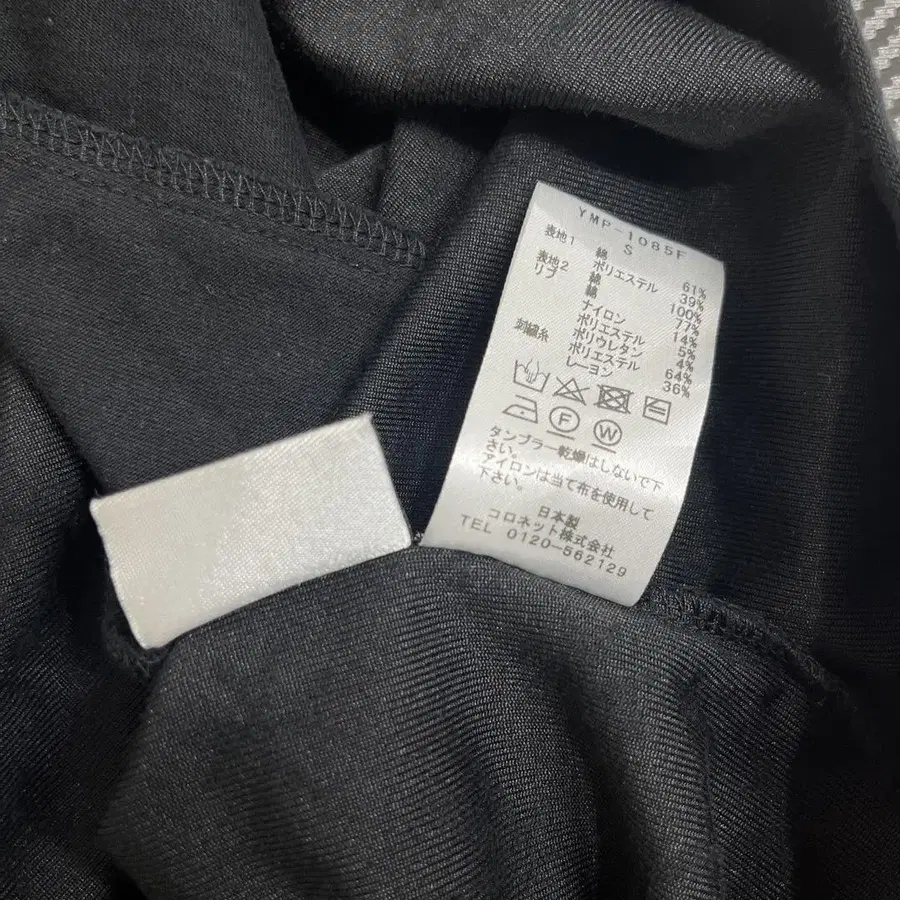 YMP-1085F
S
表地1 綿 61%
ポリエステル 39%
表地2 綿 100%
リブ 綿 77%
ナイロン 14%
ポリエステル 5%
ポリウレタン 4%
刺繍糸 ポリエステル 64%
レーヨン 36%
F W
タンブラー乾燥はしないで下
さい。
アイロンは当て布を使用して
下さい。
日本製
コロネット株式会社
TEL 0120-562129